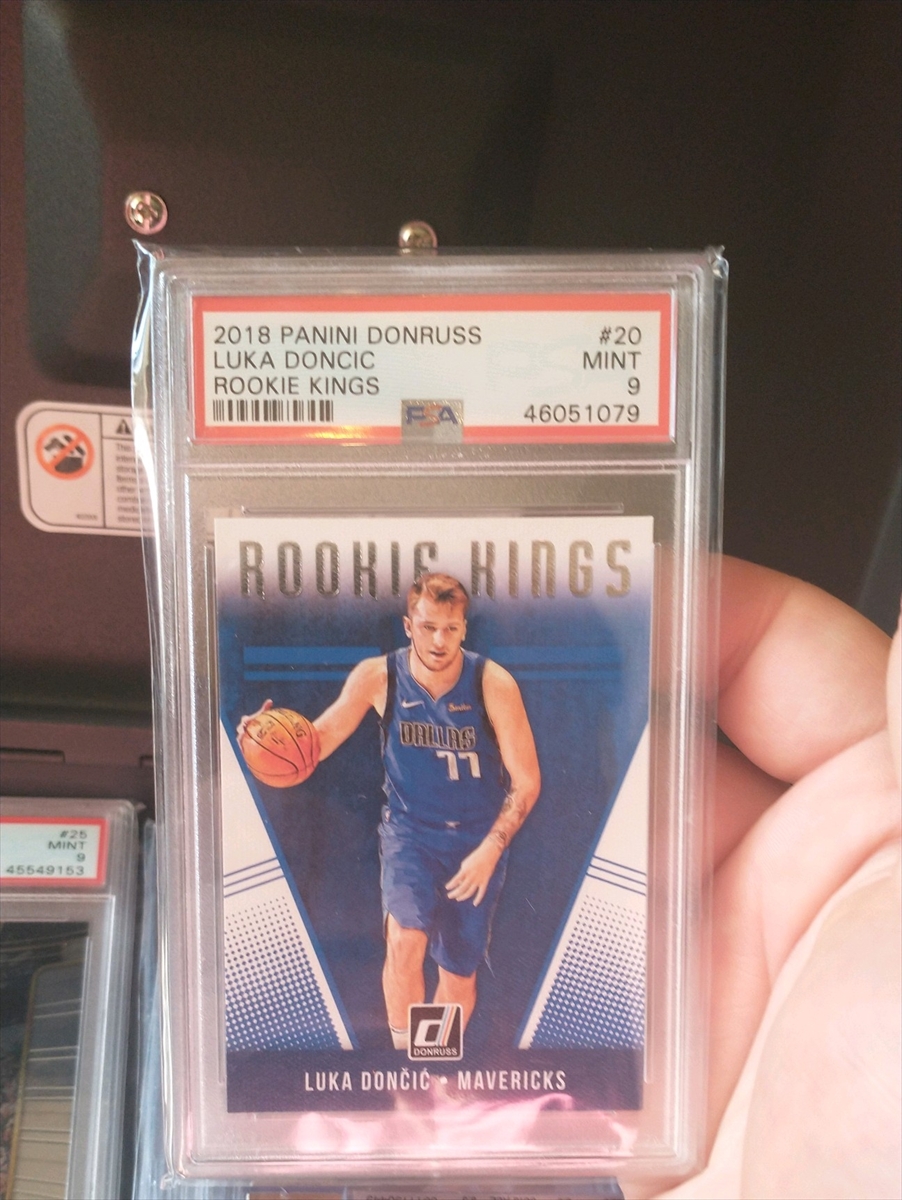 2018 PANINI DONRUSS #20
LUKA DONCIC MINT
ROOKIE KINGS 9
PSA 46051079
ROOKIE KINGS
DALLAS
77
DONRUSS
LUKA DONČIĆ • MAVERICKS
#25
MINT
9
45549153